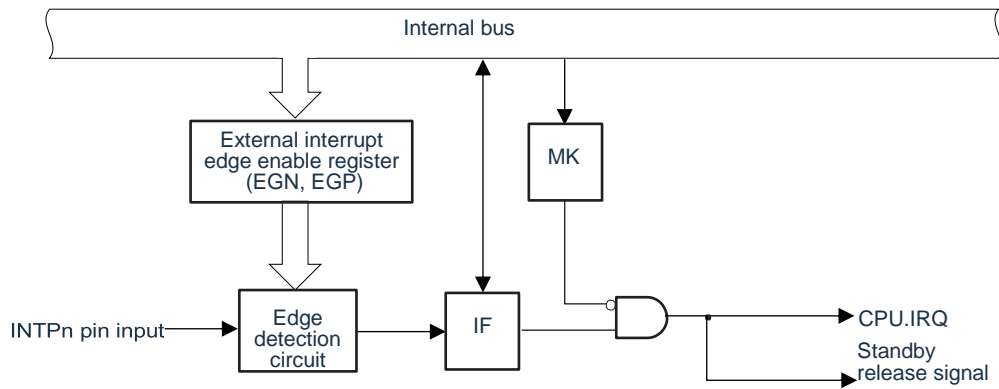 Internal bus
External interrupt
edge enable register
(EGN, EGP)
MK
INTPn pin input
Edge
detection
circuit
IF
CPU.IRQ
Standby
release signal